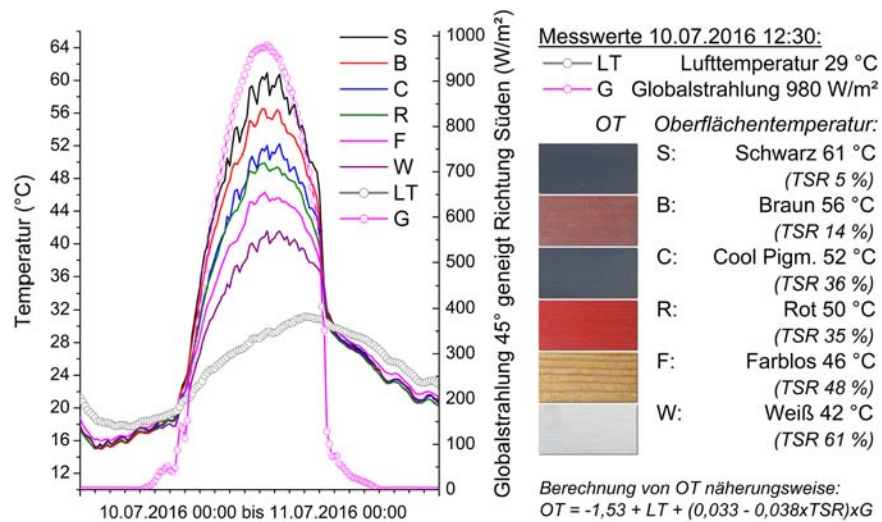 Temperatur (°C)
64
60
56
52
48
44
40
36
32
28
24
20
16
12
S
B
C
R
F
W
LT
G
1000
900
800
700
600
500
400
300
200
100
0
Globalstrahlung 45° geneigt Richtung Süden (W/m²)
10.07.2016 00:00 bis 11.07.2016 00:00
Messwerte 10.07.2016 12:30:
LT Lufttemperatur 29 °C
G Globalstrahlung 980 W/m²
OT Oberflächentemperatur:
S: Schwarz 61 °C
(TSR 5 %)
B: Braun 56 °C
(TSR 14 %)
C: Cool Pigm. 52 °C
(TSR 36 %)
R: Rot 50 °C
(TSR 35 %)
F: Farblos 46 °C
(TSR 48 %)
W: Weiß 42 °C
(TSR 61 %)
Berechnung von OT näherungsweise:
OT = -1,53 + LT + (0,033 - 0,038xTSR)xG